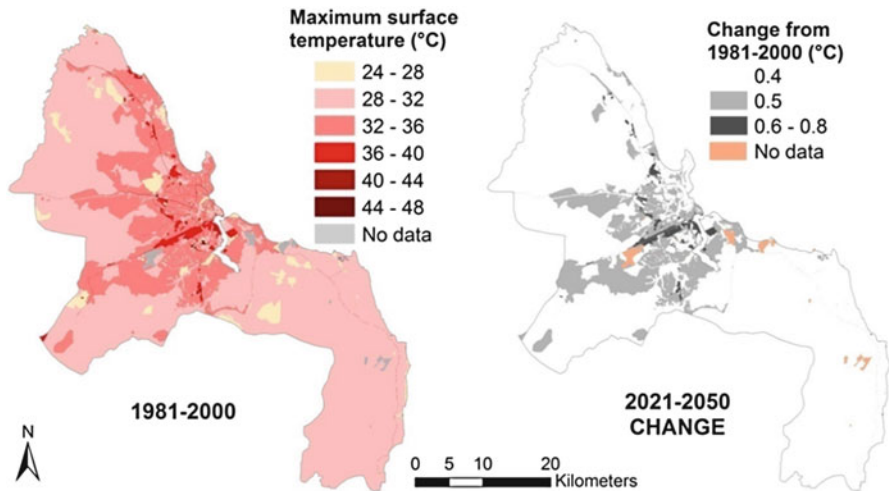 Maximum surface
temperature (°C)
24 - 28
28 - 32
32 - 36
36 - 40
40 - 44
44 - 48
No data
1981-2000
Change from
1981-2000 (°C)
0.4
0.5
0.6 - 0.8
No data
2021-2050
CHANGE
N
0 5 10 20
Kilometers